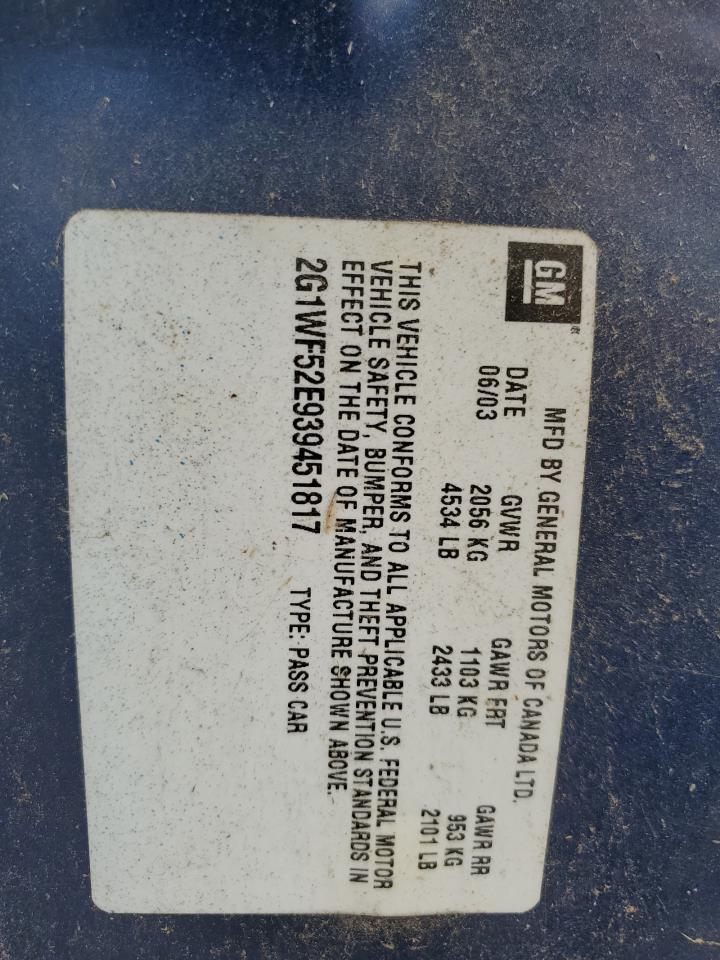 GM
MFD BY GENERAL MOTORS OF CANADA LTD.
DATE GVWR GAWR FRT GAWR RR
06/03 2056 KG 1103 KG 953 KG
4534 LB 2433 LB 2101 LB
THIS VEHICLE CONFORMS TO ALL APPLICABLE U.S. FEDERAL MOTOR
VEHICLE SAFETY, BUMPER, AND THEFT PREVENTION STANDARDS IN
EFFECT ON THE DATE OF MANUFACTURE SHOWN ABOVE.
2G1WF52E939451817 TYPE: PASS CAR